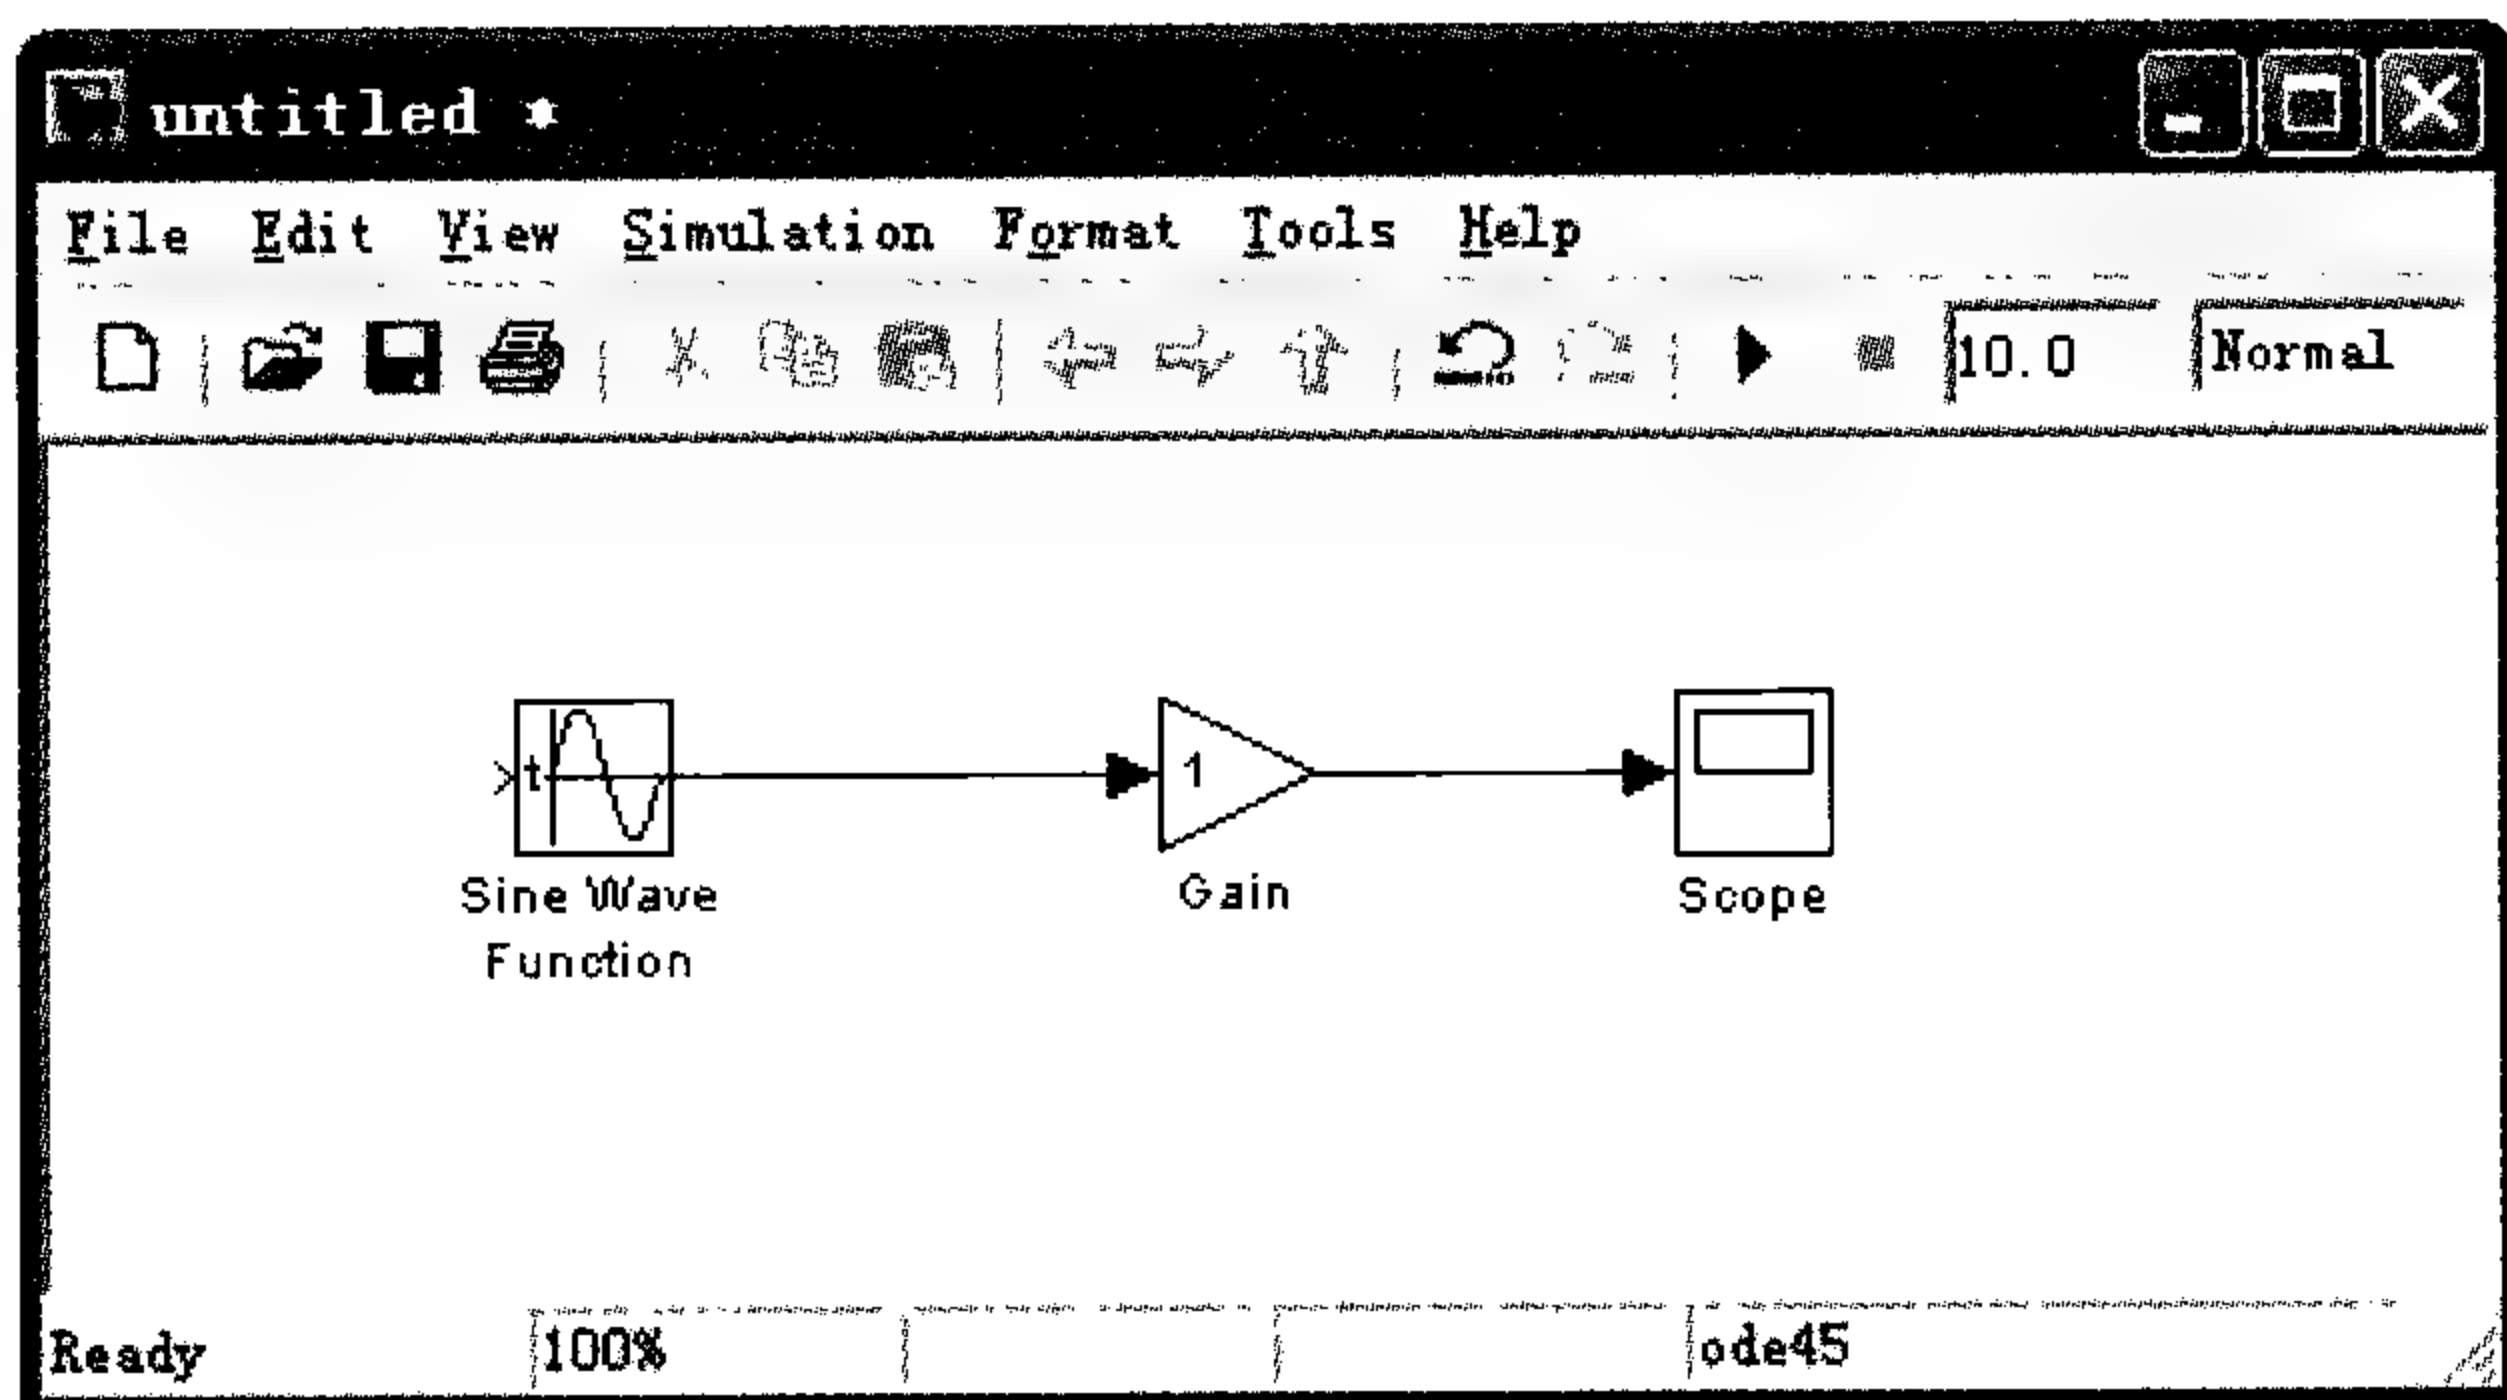 untitled *
File Edit View Simulation Format Tools Help
10.0 Normal
t
1
Sine Wave
Function
Gain
Scope
Ready 100% ode45